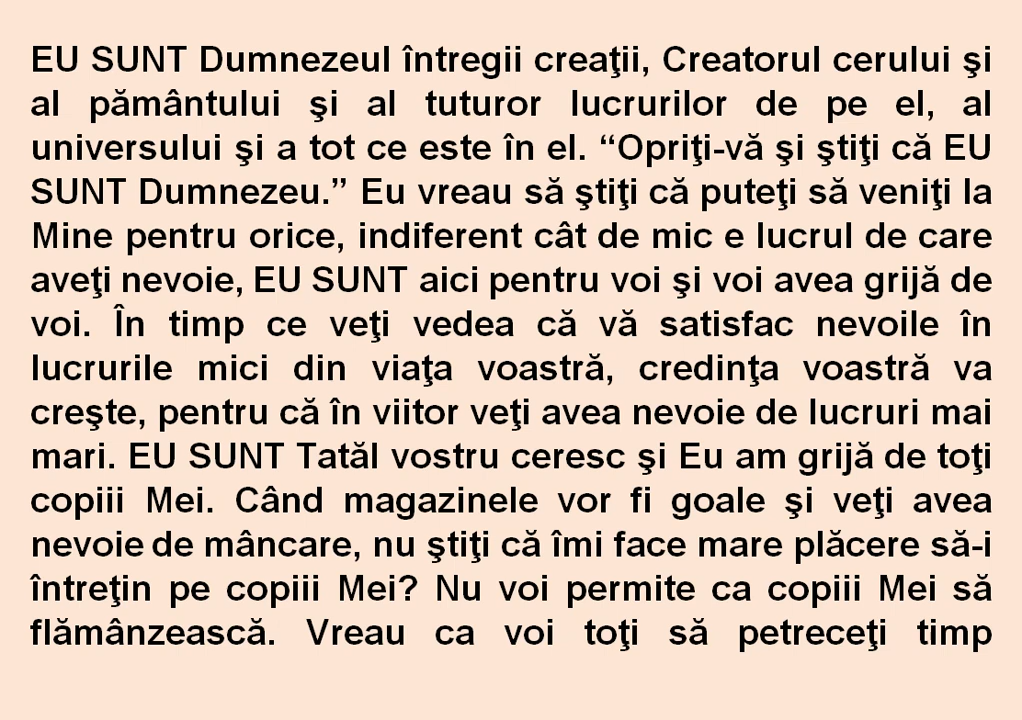 EU SUNT Dumnezeul întregii creaţii, Creatorul cerului şi
al pământului şi al tuturor lucrurilor de pe el, al
universului şi a tot ce este în el. “Opriţi-vă şi ştiţi că EU
SUNT Dumnezeu.” Eu vreau să ştiţi că puteţi să veniţi la
Mine pentru orice, indiferent cât de mic e lucrul de care
aveţi nevoie, EU SUNT aici pentru voi şi voi avea grijă de
voi. În timp ce veţi vedea că vă satisfac nevoile în
lucrurile mici din viaţa voastră, credinţa voastră va
creşte, pentru că în viitor veţi avea nevoie de lucruri mai
mari. EU SUNT Tatăl vostru ceresc şi Eu am grijă de toţi
copiii Mei. Când magazinele vor fi goale şi veţi avea
nevoie de mâncare, nu ştiţi că îmi face mare plăcere să-i
întreţin pe copiii Mei? Nu voi permite ca copiii Mei să
flămânzească. Vreau ca voi toţi să petreceţi timp